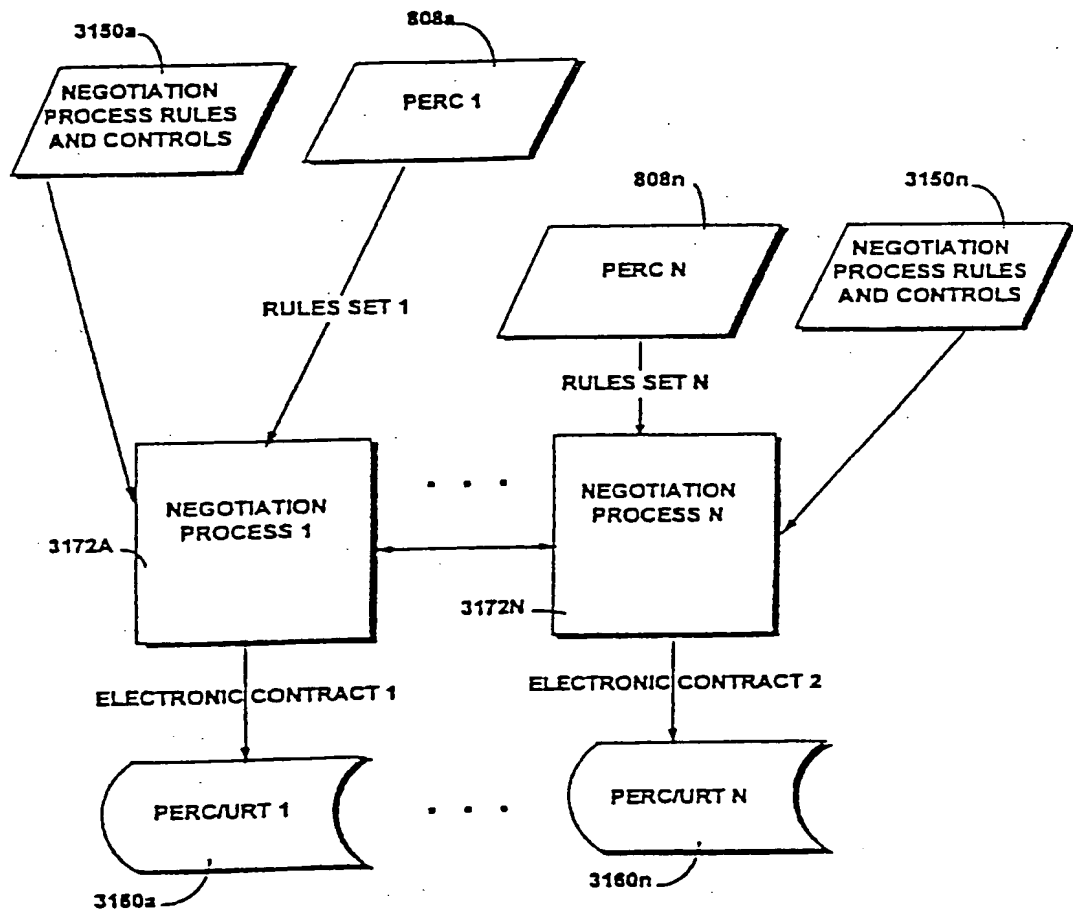 3150a
808a
NEGOTIATION
PROCESS RULES
AND CONTROLS
PERC 1
808n
3150n
PERC N
NEGOTIATION
PROCESS RULES
AND CONTROLS
RULES SET 1
RULES SET N
NEGOTIATION
PROCESS 1
. . .
NEGOTIATION
PROCESS N
3172A
3172N
ELECTRONIC CONTRACT 1
ELECTRONIC CONTRACT 2
PERC/URT 1
. . .
PERC/URT N
3160a
3160n